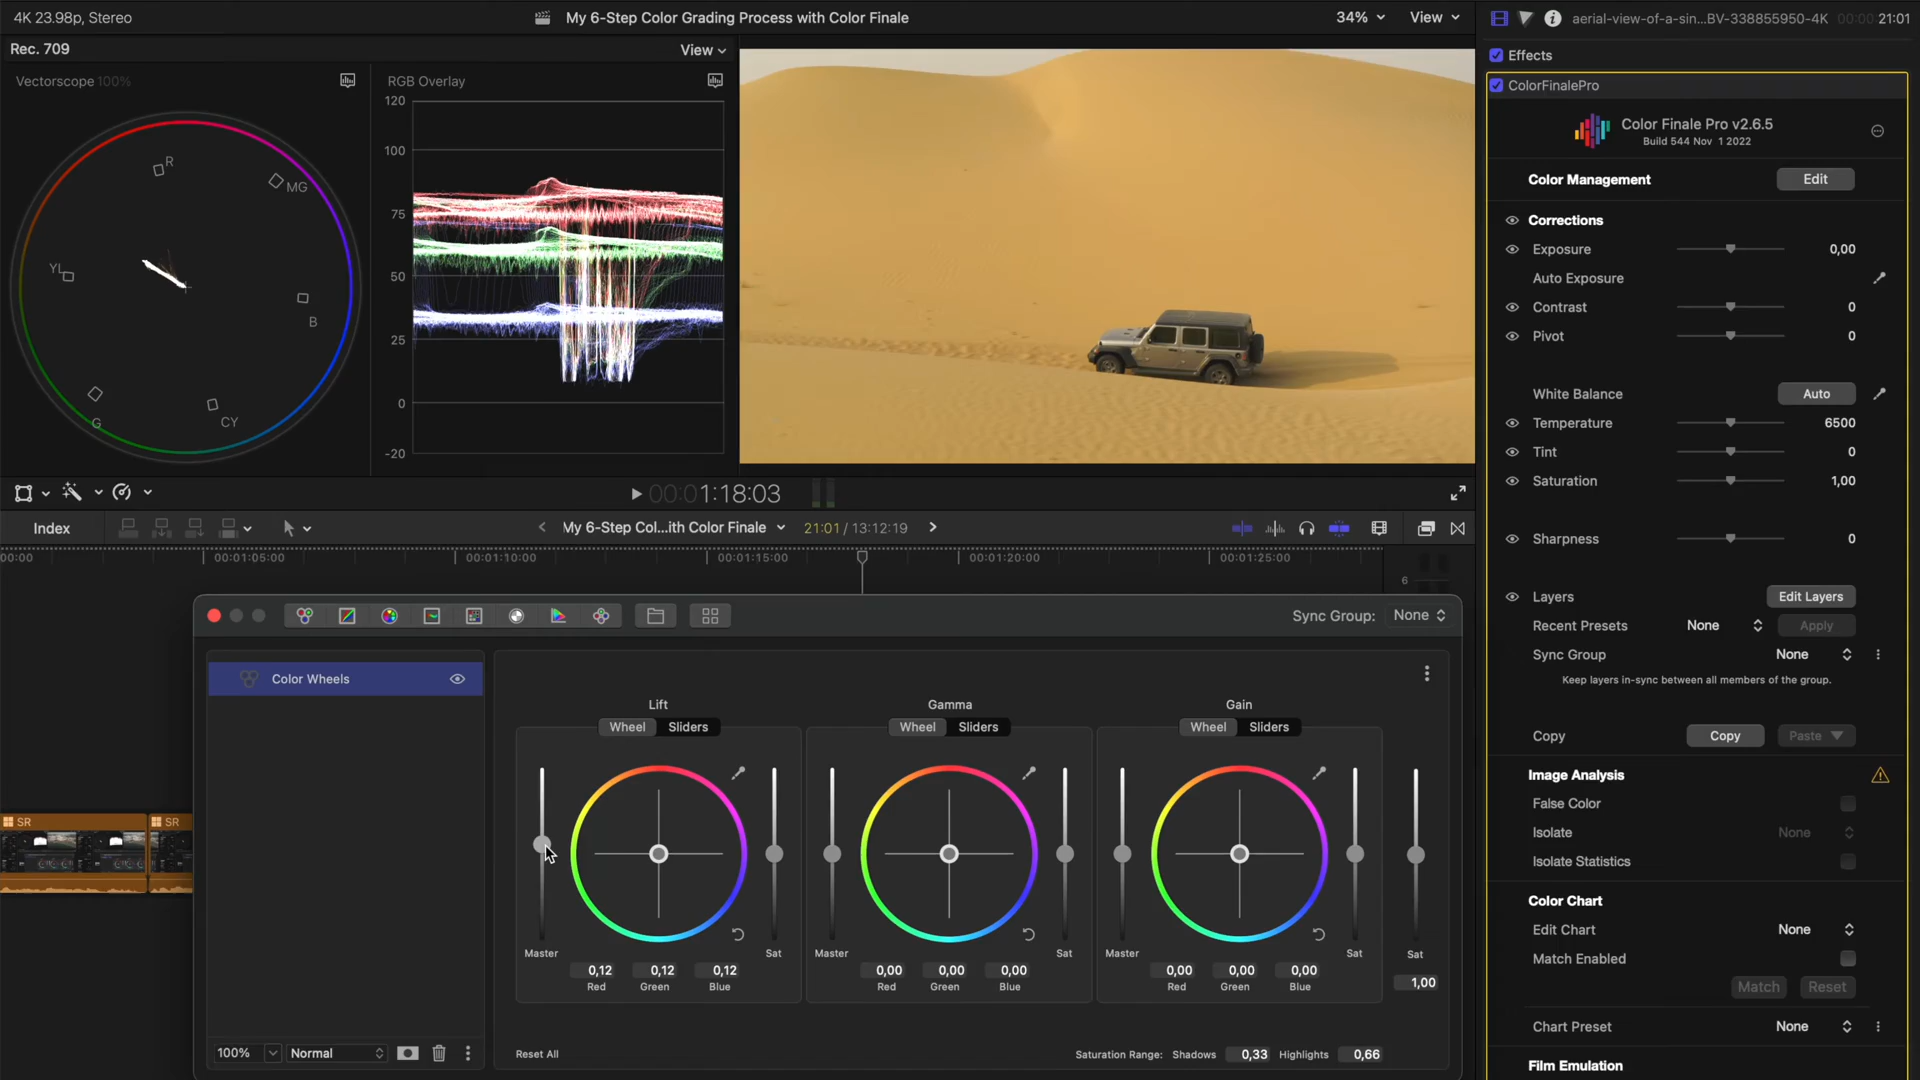 4K 23.98p, Stereo
My 6-Step Color Grading Process with Color Finale
34%
View
aerial-view-of-a-sin...BV-338855950-4K
00:00:21:01
Rec. 709
View
Vectorscope 100%
RGB Overlay
R
MG
YL
B
G
CY
120
100
75
50
25
0
-20
Effects
ColorFinalePro
Color Finale Pro v2.6.5
Build 544 Nov 1 2022
Color Management
Edit
Corrections
Exposure
0,00
Auto Exposure
Contrast
0
Pivot
0
White Balance
Auto
Temperature
6500
Tint
0
Saturation
1,00
Sharpness
0
Layers
Edit Layers
Recent Presets
None
Apply
Sync Group
None
Keep layers in-sync between all members of the group.
Copy
Copy
Paste
Image Analysis
False Color
Isolate
None
Isolate Statistics
Color Chart
Edit Chart
None
Match Enabled
Match
Reset
Chart Preset
None
Film Emulation
00:00:1:18:03
Index
My 6-Step Col...ith Color Finale
21:01 / 13:12:19
00:00
00:01:05:00
00:01:10:00
00:01:15:00
00:01:20:00
00:01:25:00
6
SR
SR
Sync Group:
None
Color Wheels
Lift
Wheel
Sliders
Master
Sat
0,12
0,12
0,12
Red
Green
Blue
Gamma
Wheel
Sliders
Master
Sat
0,00
0,00
0,00
Red
Green
Blue
Gain
Wheel
Sliders
Master
Sat
0,00
0,00
0,00
Red
Green
Blue
Sat
1,00
100%
Normal
Reset All
Saturation Range:
Shadows
0,33
Highlights
0,66